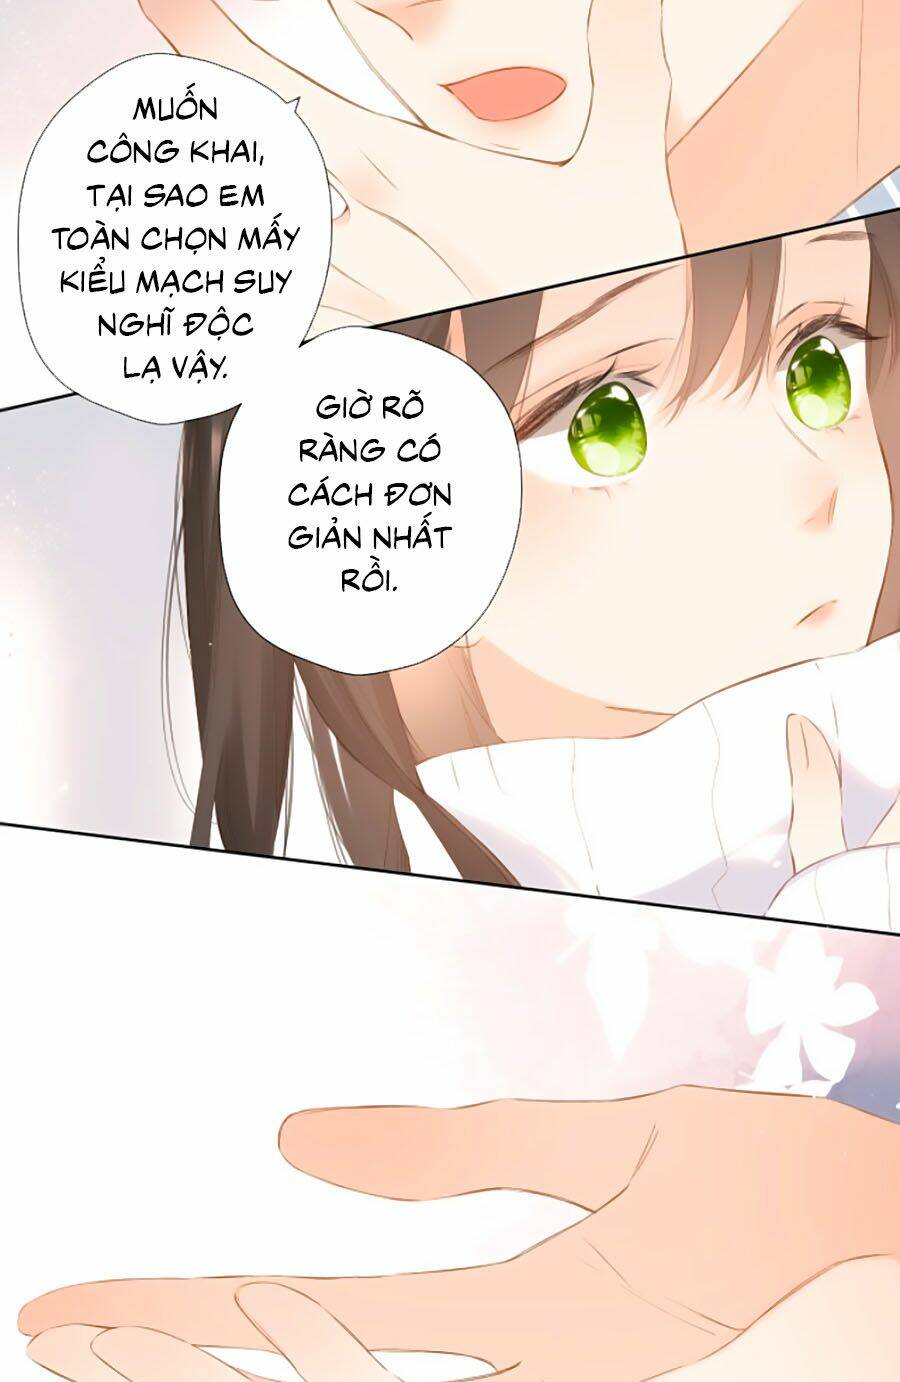 MUỐN
CÔNG KHAI,
TẠI SAO EM
TOÀN CHỌN MẤY
KIỂU MẠCH SUY
NGHĨ ĐỘC
LẠ VẬY.
GIỜ RÕ
RÀNG CÓ
CÁCH ĐƠN
GIẢN NHẤT
RỒI.